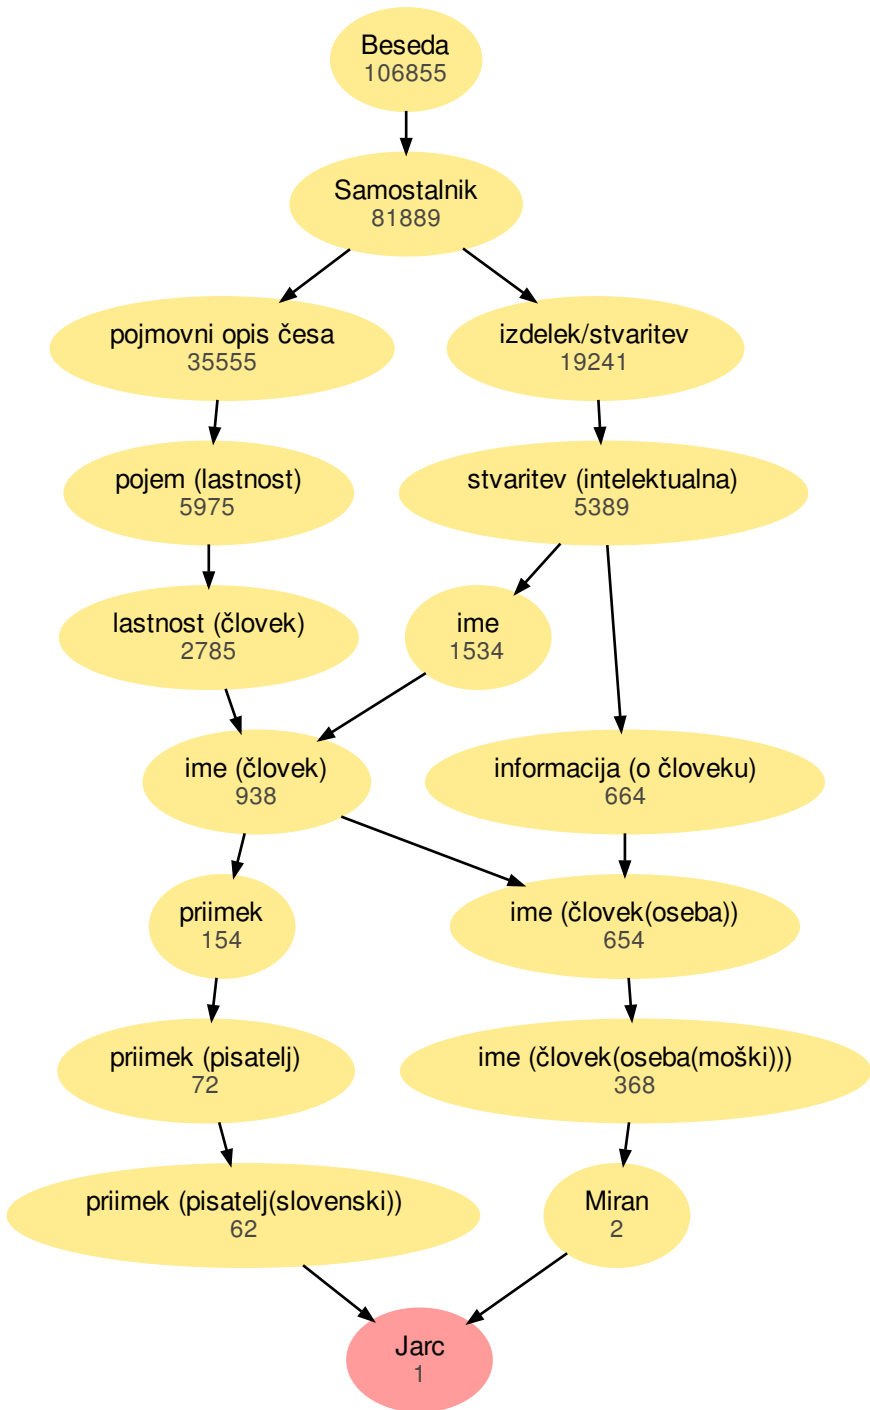 Beseda
106855
Samostalnik
81889
pojmovni opis česa
35555
izdelek/stvaritev
19241
pojem (lastnost)
5975
stvaritev (intelektualna)
5389
lastnost (človek)
2785
ime
1534
ime (človek)
938
informacija (o človeku)
664
priimek
154
ime (človek(oseba))
654
priimek (pisatelj)
72
ime (človek(oseba(moški)))
368
priimek (pisatelj(slovenski))
62
Miran
2
Jarc
1